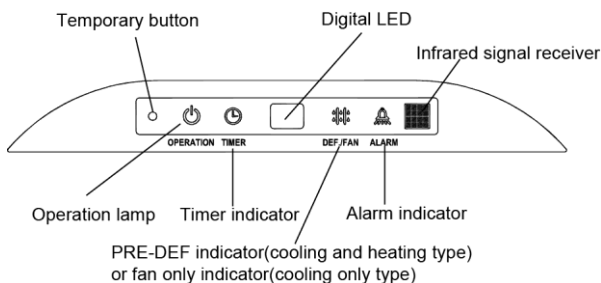 Temporary button
Digital LED
Infrared signal receiver
OPERATION TIMER DEF./FAN ALARM
Operation lamp
Timer indicator
Alarm indicator
PRE-DEF indicator(cooling and heating type)
or fan only indicator(cooling only type)